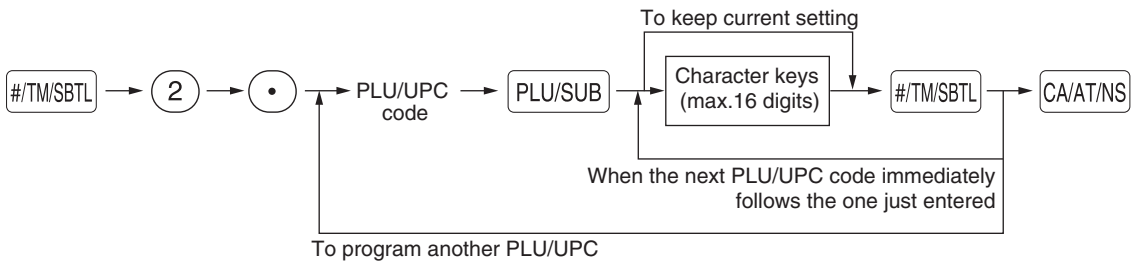 To keep current setting
#/TM/SBTL
2
•
PLU/UPC
code
PLU/SUB
Character keys
(max.16 digits)
#/TM/SBTL
CA/AT/NS
When the next PLU/UPC code immediately
follows the one just entered
To program another PLU/UPC